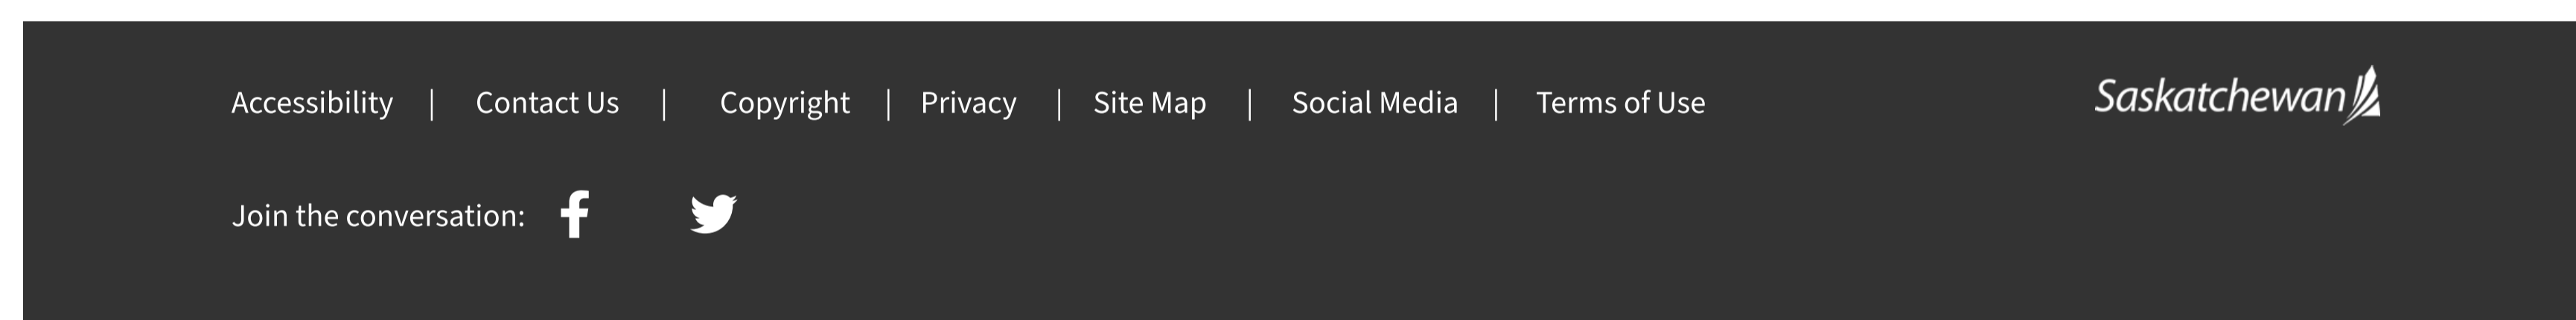 Accessibility | Contact Us | Copyright | Privacy | Site Map | Social Media | Terms of Use
Saskatchewan
Join the conversation: